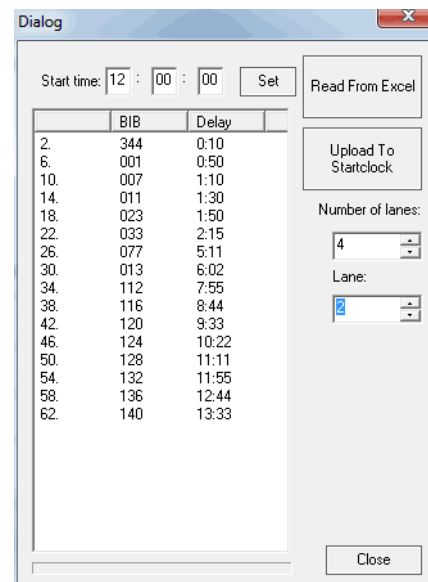 Dialog
Start time: 12 : 00 : 00 Set
Read From Excel
BIB Delay
2. 344 0:10
6. 001 0:50
10. 007 1:10
14. 011 1:30
18. 023 1:50
22. 033 2:15
26. 077 5:11
30. 013 6:02
34. 112 7:55
38. 116 8:44
42. 120 9:33
46. 124 10:22
50. 128 11:11
54. 132 11:55
58. 136 12:44
62. 140 13:33
Upload To
Startclock
Number of lanes:
4
Lane:
2
Close